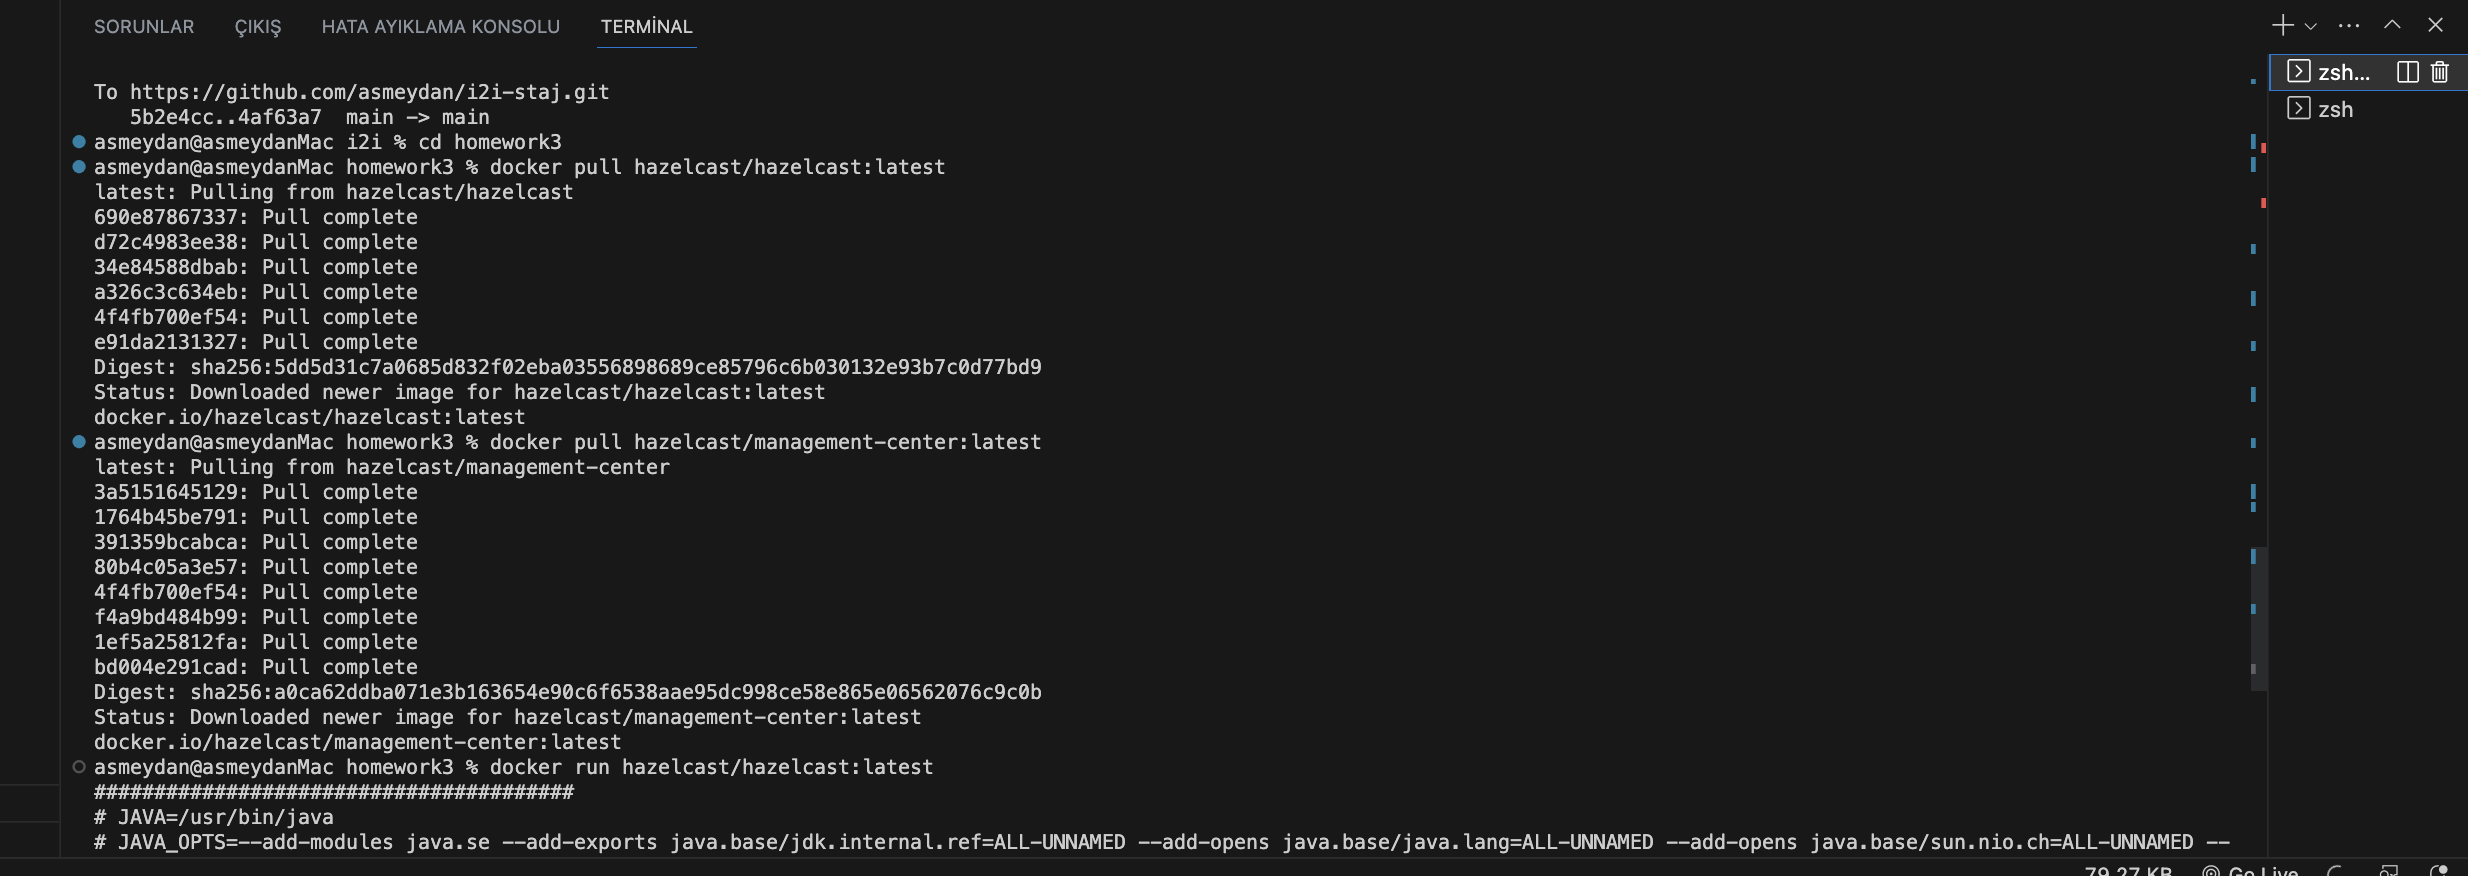 SORUNLAR ÇIKIŞ HATA AYIKLAMA KONSOLU TERMİNAL
To https://github.com/asmeydan/i2i-staj.git
5b2e4cc..4af63a7 main -> main
asmeydan@asmeydanMac i2i % cd homework3
asmeydan@asmeydanMac homework3 % docker pull hazelcast/hazelcast:latest
latest: Pulling from hazelcast/hazelcast
690e87867337: Pull complete
d72c4983ee38: Pull complete
34e84588dbab: Pull complete
a326c3c634eb: Pull complete
4f4fb700ef54: Pull complete
e91da2131327: Pull complete
Digest: sha256:5dd5d31c7a0685d832f02eba03556898689ce85796c6b030132e93b7c0d77bd9
Status: Downloaded newer image for hazelcast/hazelcast:latest
docker.io/hazelcast/hazelcast:latest
asmeydan@asmeydanMac homework3 % docker pull hazelcast/management-center:latest
latest: Pulling from hazelcast/management-center
3a5151645129: Pull complete
1764b45be791: Pull complete
391359bcabca: Pull complete
80b4c05a3e57: Pull complete
4f4fb700ef54: Pull complete
f4a9bd484b99: Pull complete
1ef5a25812fa: Pull complete
bd004e291cad: Pull complete
Digest: sha256:a0ca62ddba071e3b163654e90c6f6538aae95dc998ce58e865e06562076c9c0b
Status: Downloaded newer image for hazelcast/management-center:latest
docker.io/hazelcast/management-center:latest
asmeydan@asmeydanMac homework3 % docker run hazelcast/hazelcast:latest
########################################
# JAVA=/usr/bin/java
# JAVA_OPTS=--add-modules java.se --add-exports java.base/jdk.internal.ref=ALL-UNNAMED --add-opens java.base/java.lang=ALL-UNNAMED --add-opens java.base/sun.nio.ch=ALL-UNNAMED --
zsh...
zsh
79.27 KB Go Live